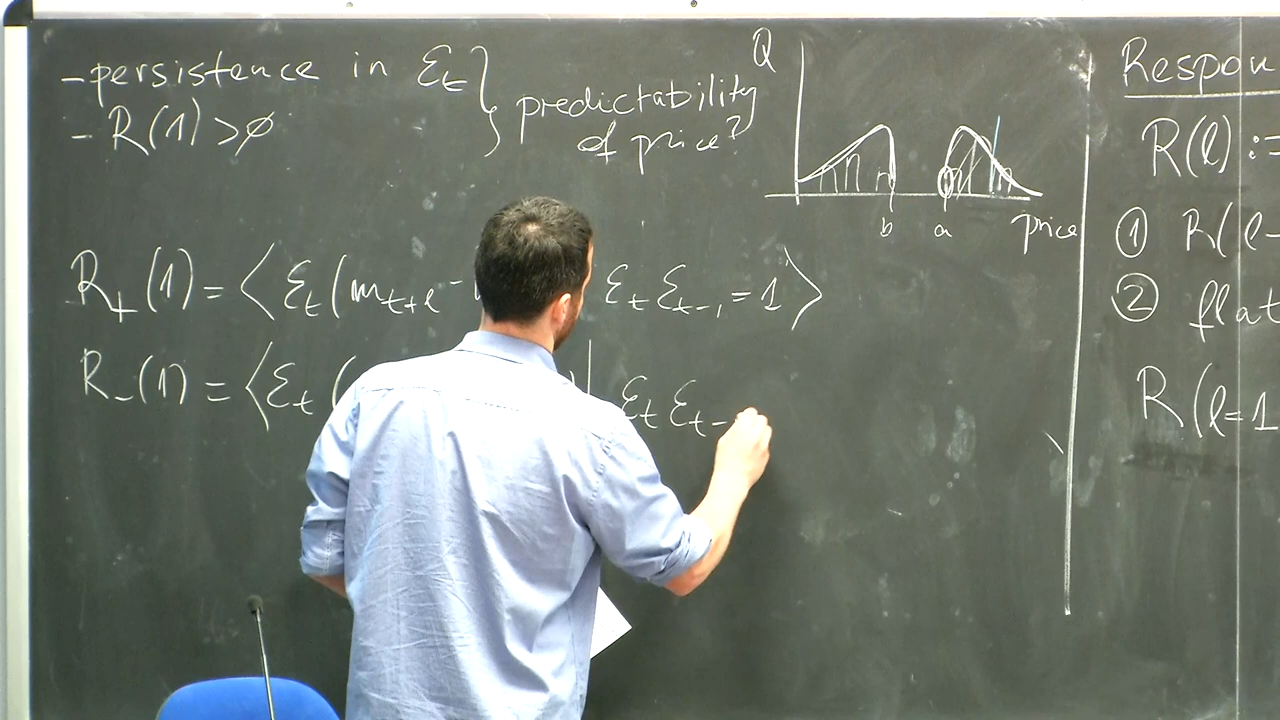 - persistence in ε_t } predictability of price?
- R(1) > ∅
R_+(1) = ⟨ε_t(m_{t+ℓ} - ε_t ε_{t-1} = 1⟩
R_-(1) = ⟨ε_t( | ε_t ε_{t-
Q
b a price
Respon
R(ℓ) :=
① R(ℓ-
② flat
R(ℓ=1